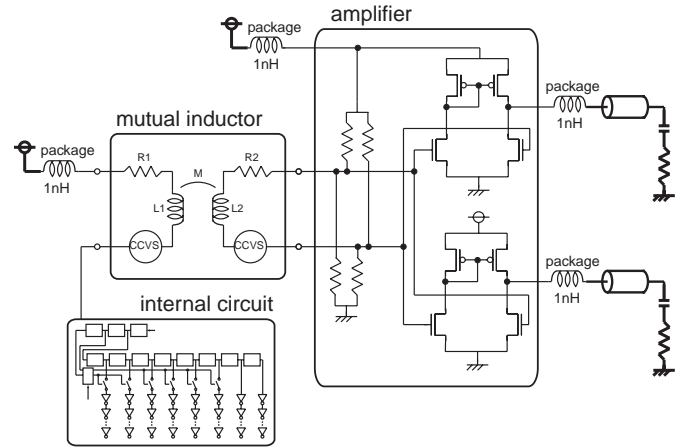 amplifier
package
1nH
package
1nH
mutual inductor
package
1nH
R1
M
R2
L1
L2
CCVS
CCVS
package
1nH
internal circuit